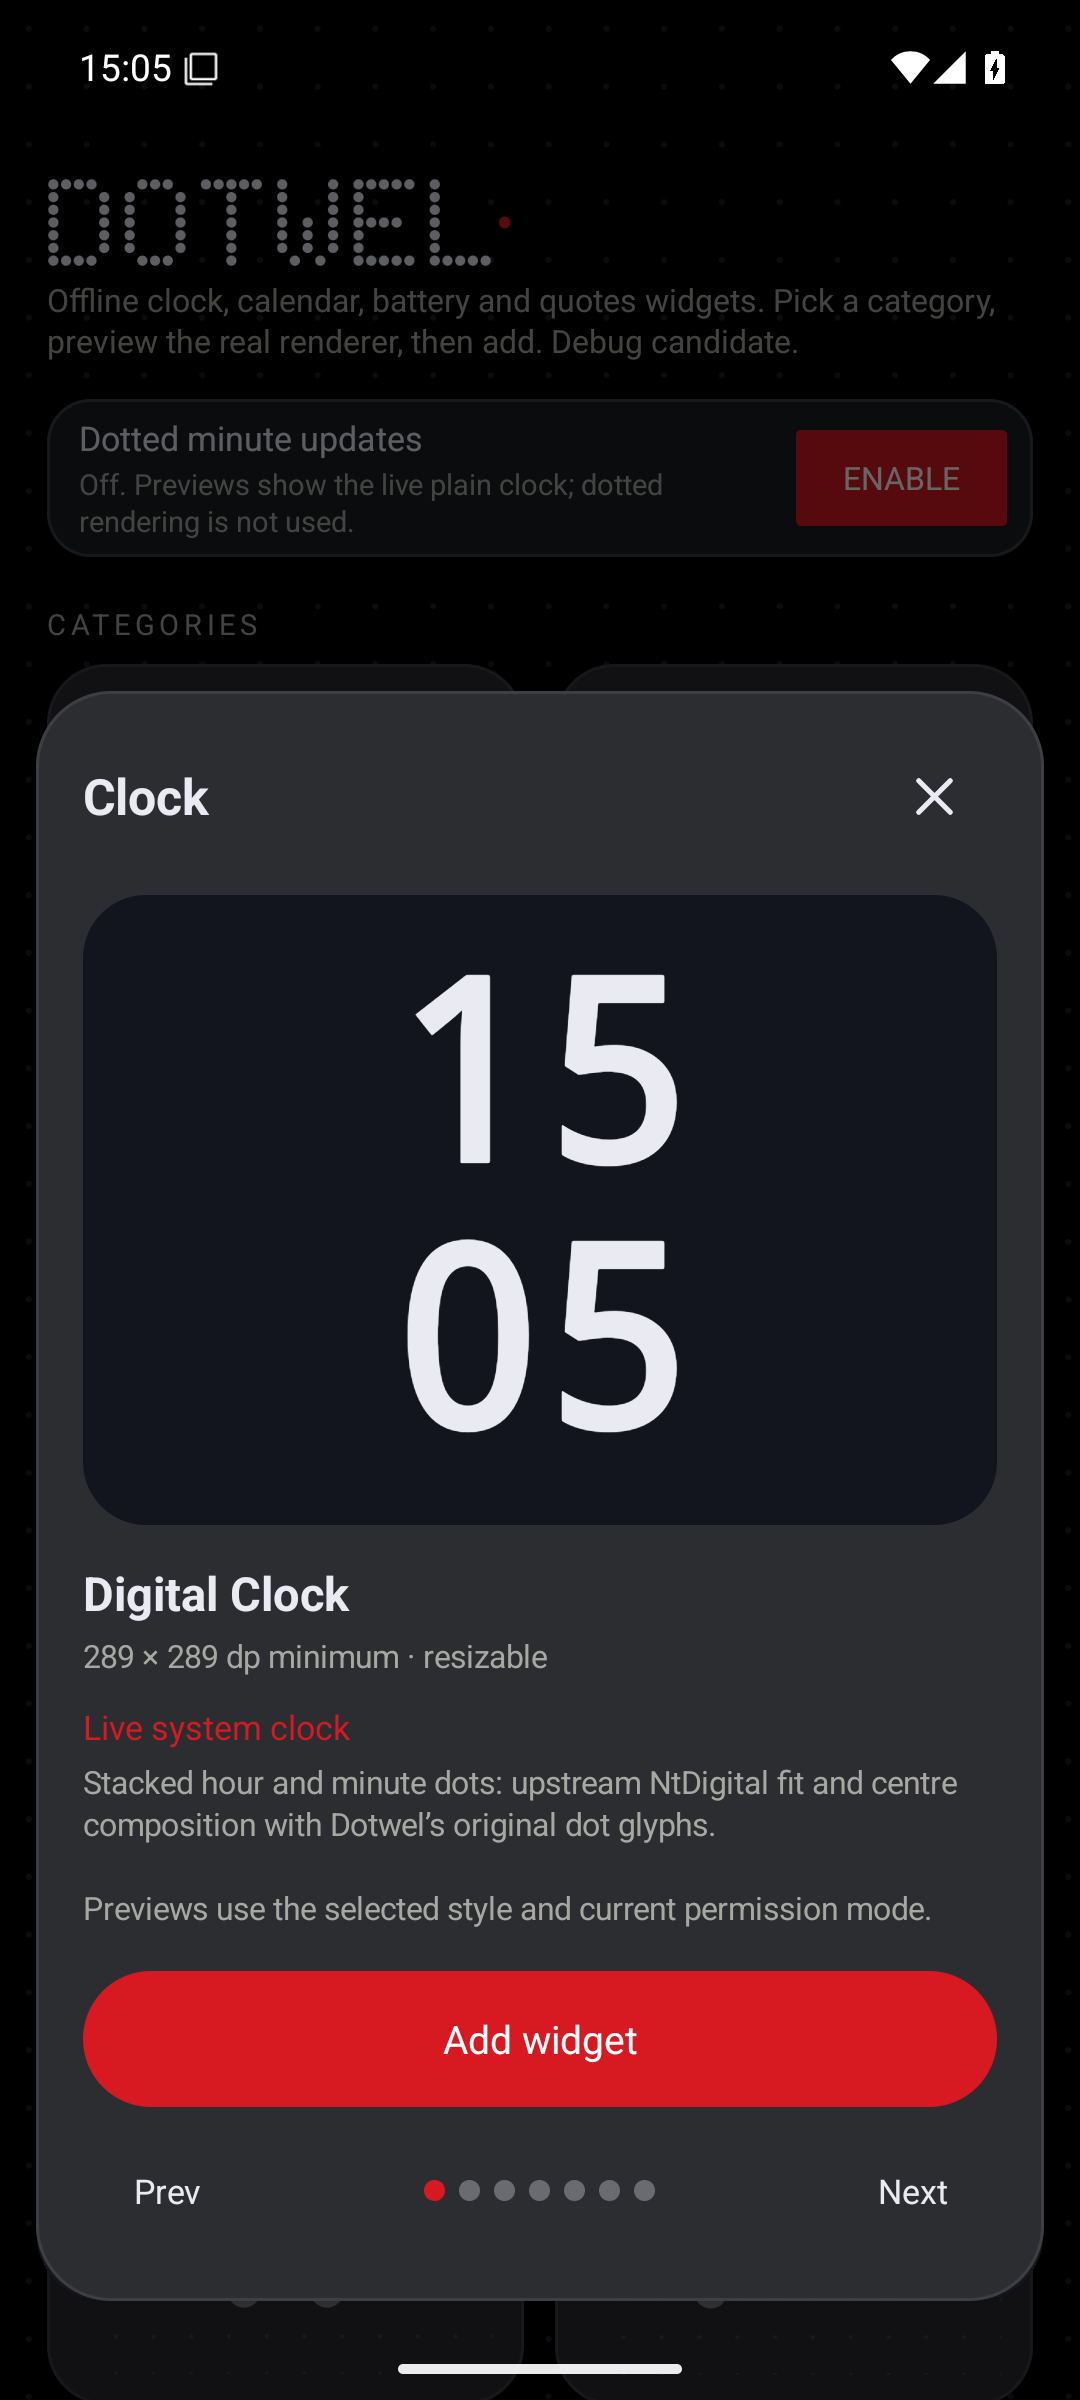 15:05
DOTWEL
Offline clock, calendar, battery and quotes widgets. Pick a category,
preview the real renderer, then add. Debug candidate.
Dotted minute updates
Off. Previews show the live plain clock; dotted
rendering is not used.
ENABLE
CATEGORIES
Clock
15
05
Digital Clock
289 × 289 dp minimum · resizable
Live system clock
Stacked hour and minute dots: upstream NtDigital fit and centre
composition with Dotwel’s original dot glyphs.
Previews use the selected style and current permission mode.
Add widget
Prev
Next